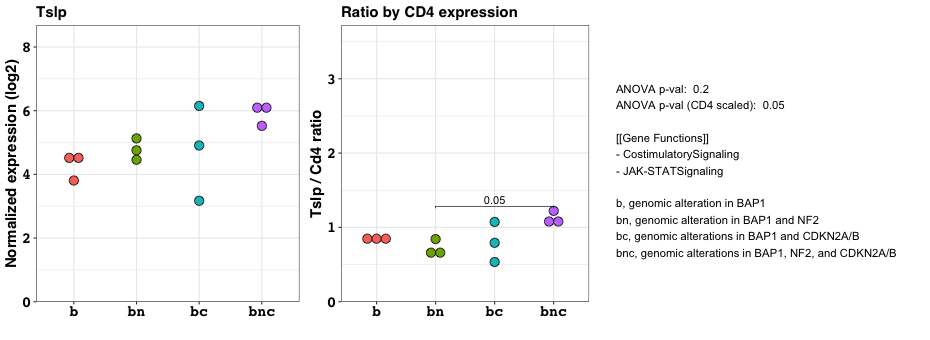 Tslp
Normalized expression (log2)
8
6
4
2
0
b bn bc bnc
Ratio by CD4 expression
Tslp / Cd4 ratio
3
2
1
0
0.05
b bn bc bnc
ANOVA p-val: 0.2
ANOVA p-val (CD4 scaled): 0.05
[[Gene Functions]]
- CostimulatorySignaling
- JAK-STATSignaling
b, genomic alteration in BAP1
bn, genomic alteration in BAP1 and NF2
bc, genomic alterations in BAP1 and CDKN2A/B
bnc, genomic alterations in BAP1, NF2, and CDKN2A/B